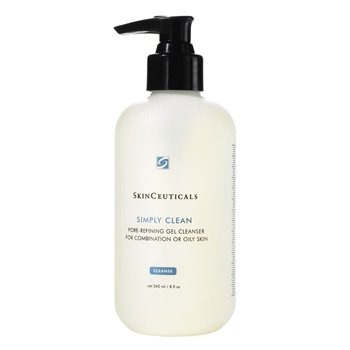 SKINCEUTICALS
SIMPLY CLEAN
PORE-REFINING GEL CLEANSER
FOR COMBINATION OR OILY SKIN
CLEANSE
net 240 ml / 8 fl oz